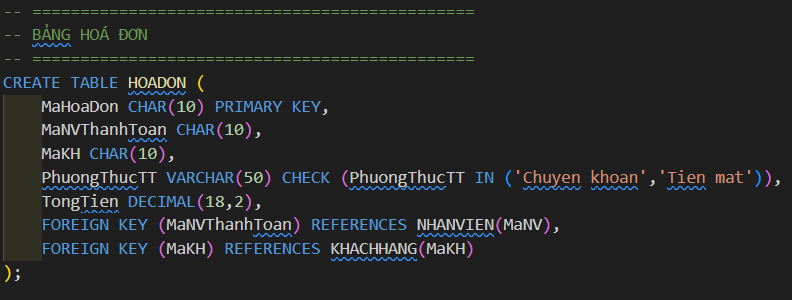 -- =============================================
-- BẢNG HOÁ ĐƠN
-- =============================================
CREATE TABLE HOADON (
    MaHoaDon CHAR(10) PRIMARY KEY,
    MaNVThanhToan CHAR(10),
    MaKH CHAR(10),
    PhuongThucTT VARCHAR(50) CHECK (PhuongThucTT IN ('Chuyen khoan','Tien mat')),
    TongTien DECIMAL(18,2),
    FOREIGN KEY (MaNVThanhToan) REFERENCES NHANVIEN(MaNV),
    FOREIGN KEY (MaKH) REFERENCES KHACHHANG(MaKH)
);